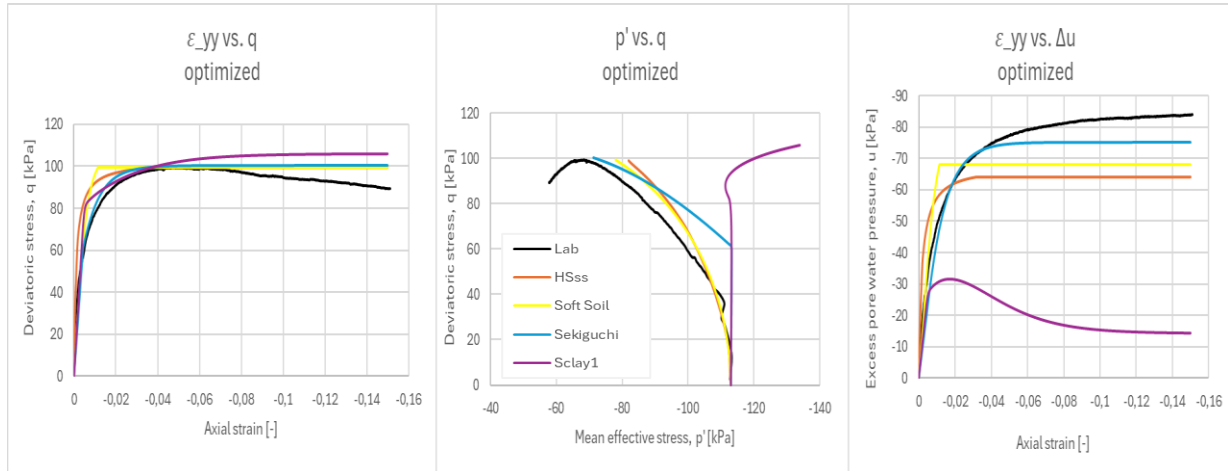 ε_yy vs. q
optimized
Deviatoric stress, q [kPa]
120
100
80
60
40
20
0
0 -0,02 -0,04 -0,06 -0,08 -0,1 -0,12 -0,14 -0,16
Axial strain [-]
p' vs. q
optimized
Deviatoric stress, q [kPa]
120
100
80
60
40
20
0
Lab
HSss
Soft Soil
Sekiguchi
Sclay1
-40 -60 -80 -100 -120 -140
Mean effective stress, p' [kPa]
ε_yy vs. Δu
optimized
Excess pore water pressure, u [kPa]
-90
-80
-70
-60
-50
-40
-30
-20
-10
0
0 -0,02 -0,04 -0,06 -0,08 -0,1 -0,12 -0,14 -0,16
Axial strain [-]